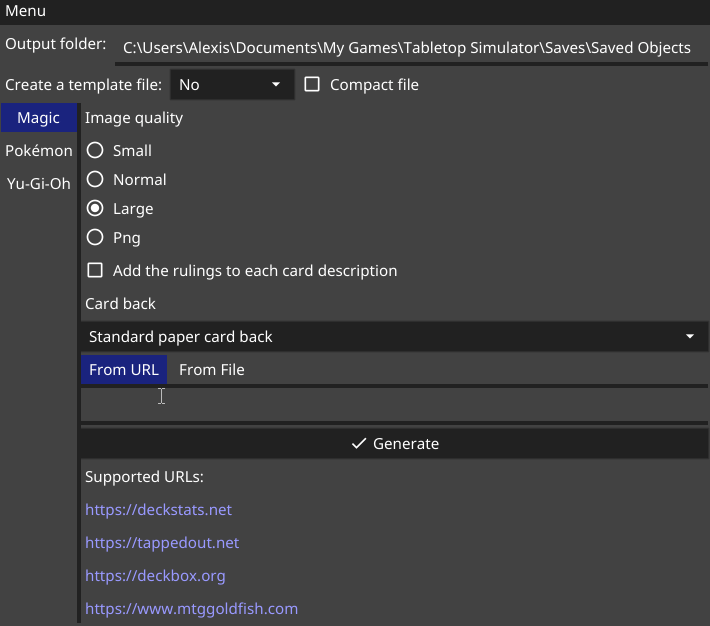 Menu
Output folder: C:\Users\Alexis\Documents\My Games\Tabletop Simulator\Saves\Saved Objects
Create a template file: No Compact file
Magic
Pokémon
Yu-Gi-Oh
Image quality
Small
Normal
Large
Png
Add the rulings to each card description
Card back
Standard paper card back
From URL From File
Generate
Supported URLs:
https://deckstats.net
https://tappedout.net
https://deckbox.org
https://www.mtggoldfish.com